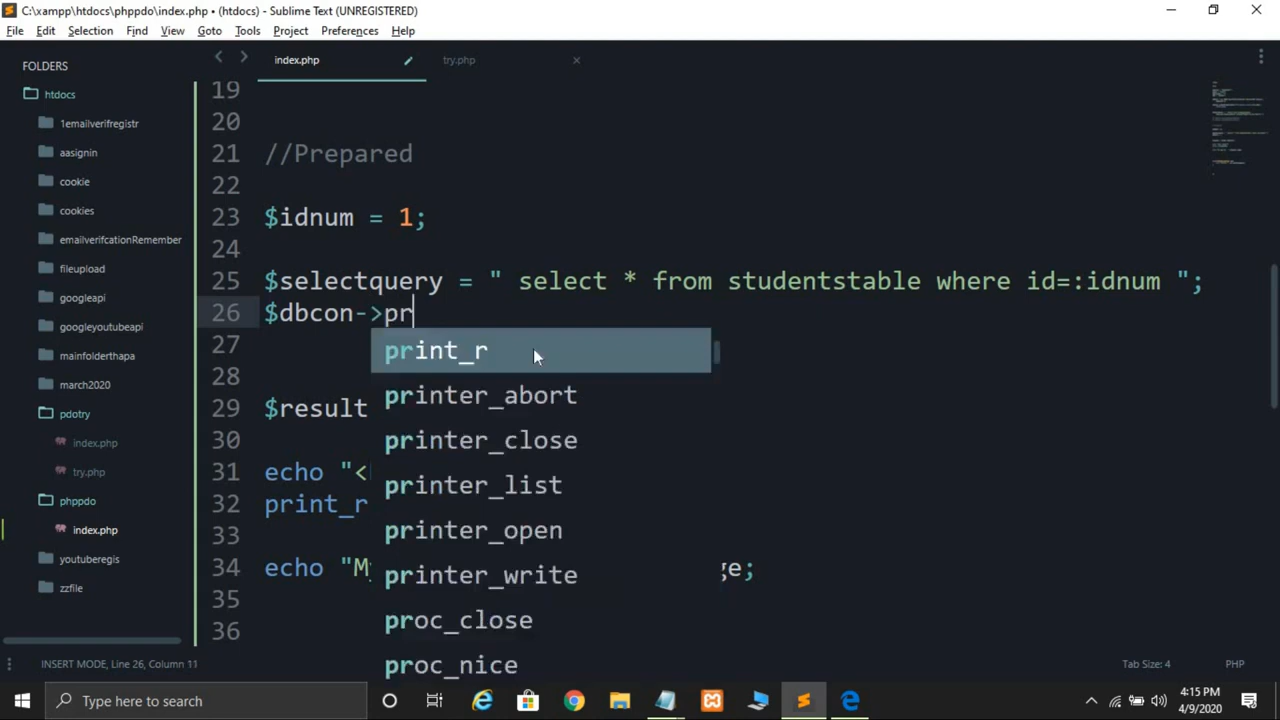 C:\xampp\htdocs\phppdo\index.php • (htdocs) - Sublime Text (UNREGISTERED)
File Edit Selection Find View Goto Tools Project Preferences Help
FOLDERS
htdocs
1emailverifregistr
aasignin
cookie
cookies
emailverifcationRemember
fileupload
googleapi
googleyoutubeapi
mainfolderthapa
march2020
pdotry
index.php
try.php
phppdo
index.php
youtuberegis
zzfile
index.php try.php
19
20
21 //Prepared
22
23 $idnum = 1;
24
25 $selectquery = " select * from studentstable where id=:idnum ";
26 $dbcon->pr
27
28
29 $result
30
31 echo "<
32 print_r
33
34 echo "My ge;
35
36
print_r
printer_abort
printer_close
printer_list
printer_open
printer_write
proc_close
proc_nice
INSERT MODE, Line 26, Column 11 Tab Size: 4 PHP
Type here to search
4:15 PM
4/9/2020